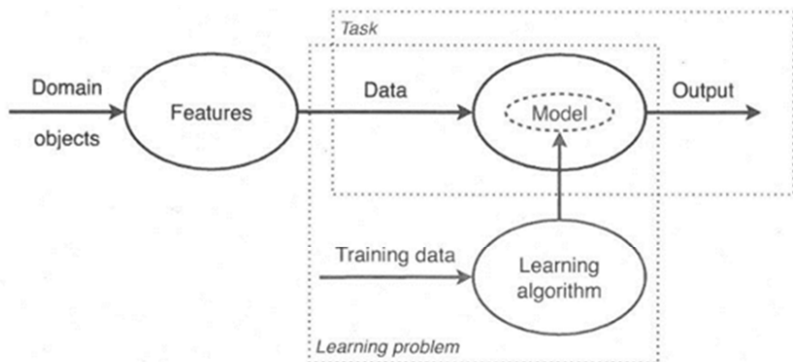 Task
Domain
objects
Features
Data
Model
Output
Training data
Learning
algorithm
Learning problem